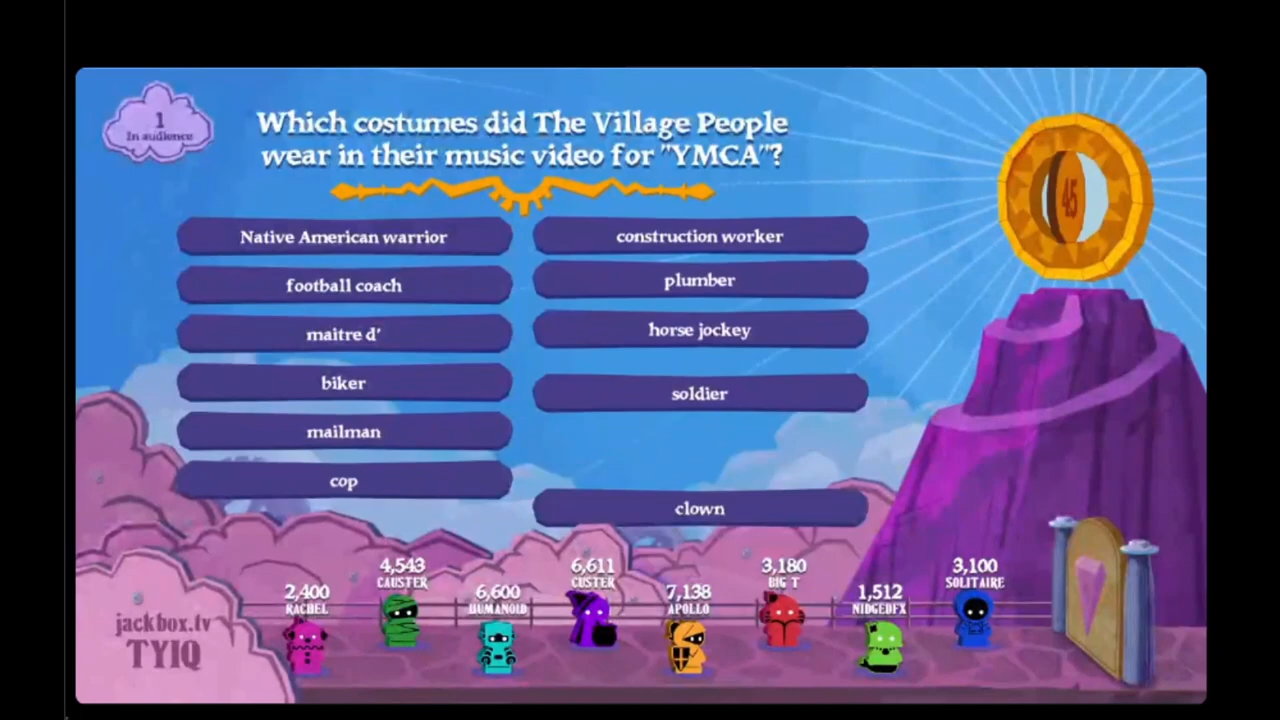 1
In audience
Which costumes did The Village People
wear in their music video for "YMCA"?
45
Native American warrior
construction worker
football coach
plumber
maitre d'
horse jockey
biker
soldier
mailman
cop
clown
2,400
RACHEL
4,543
CAUSTER
6,600
HUMANOID
6,611
CUSTER
7,138
APOLLO
3,180
BIG T
1,512
NIDGEDFX
3,100
SOLITAIRE
jackbox.tv
TYIQ